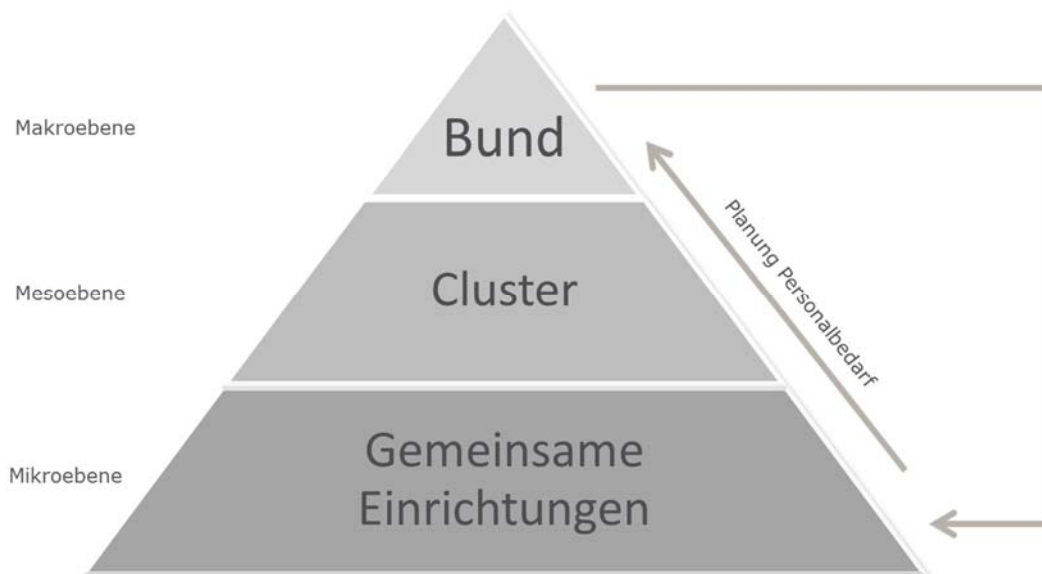 Makroebene
Bund
Planung Personalbedarf
Mesoebene
Cluster
Mikroebene
Gemeinsame
Einrichtungen